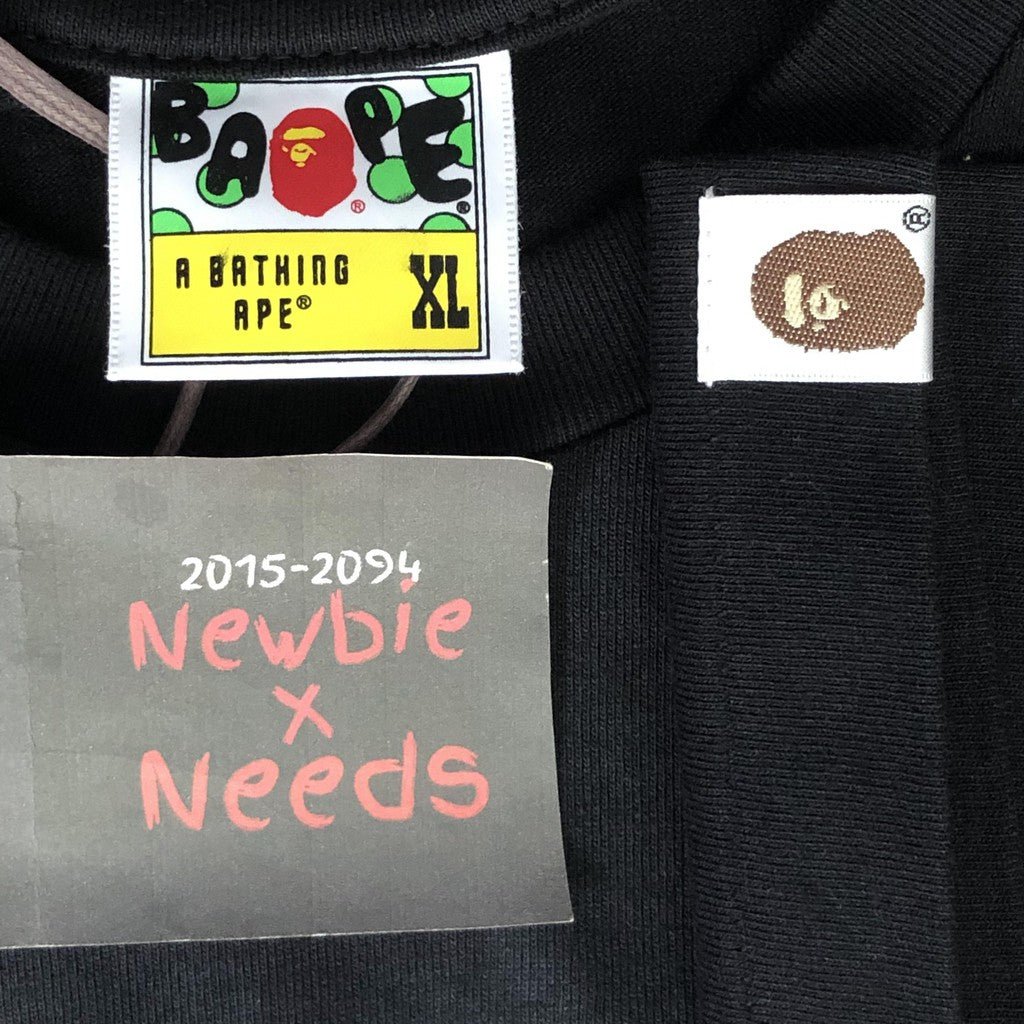 BAPE®
®
A BATHING
APE®
XL
2015-2094
Newbie
x
Needs